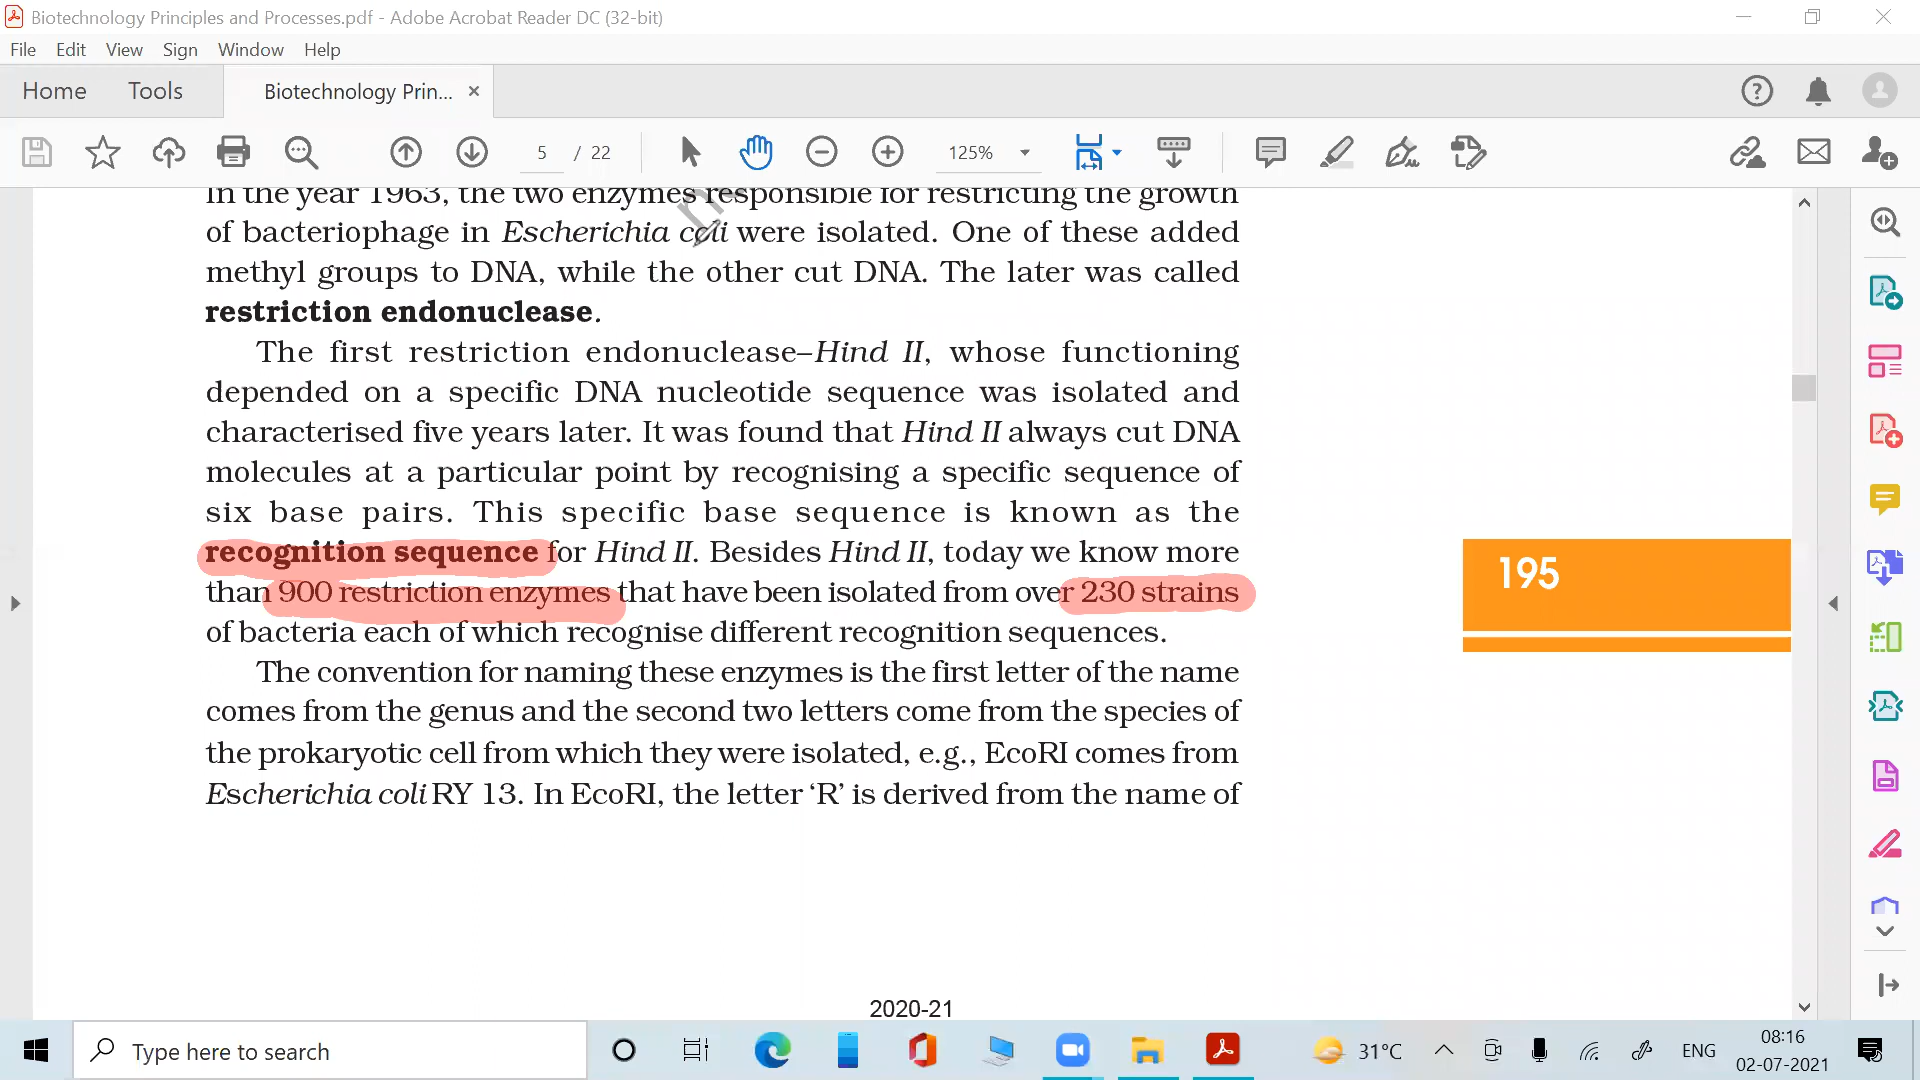 Biotechnology Principles and Processes.pdf - Adobe Acrobat Reader DC (32-bit)
File Edit View Sign Window Help
Home Tools Biotechnology Prin... ×
5 / 22 125%
In the year 1963, the two enzymes responsible for restricting the growth
of bacteriophage in Escherichia coli were isolated. One of these added
methyl groups to DNA, while the other cut DNA. The later was called
restriction endonuclease.
The first restriction endonuclease–Hind II, whose functioning
depended on a specific DNA nucleotide sequence was isolated and
characterised five years later. It was found that Hind II always cut DNA
molecules at a particular point by recognising a specific sequence of
six base pairs. This specific base sequence is known as the
recognition sequence for Hind II. Besides Hind II, today we know more
than 900 restriction enzymes that have been isolated from over 230 strains
of bacteria each of which recognise different recognition sequences.
The convention for naming these enzymes is the first letter of the name
comes from the genus and the second two letters come from the species of
the prokaryotic cell from which they were isolated, e.g., EcoRI comes from
Escherichia coli RY 13. In EcoRI, the letter ‘R’ is derived from the name of
195
2020-21
Type here to search
31°C
ENG
08:16
02-07-2021